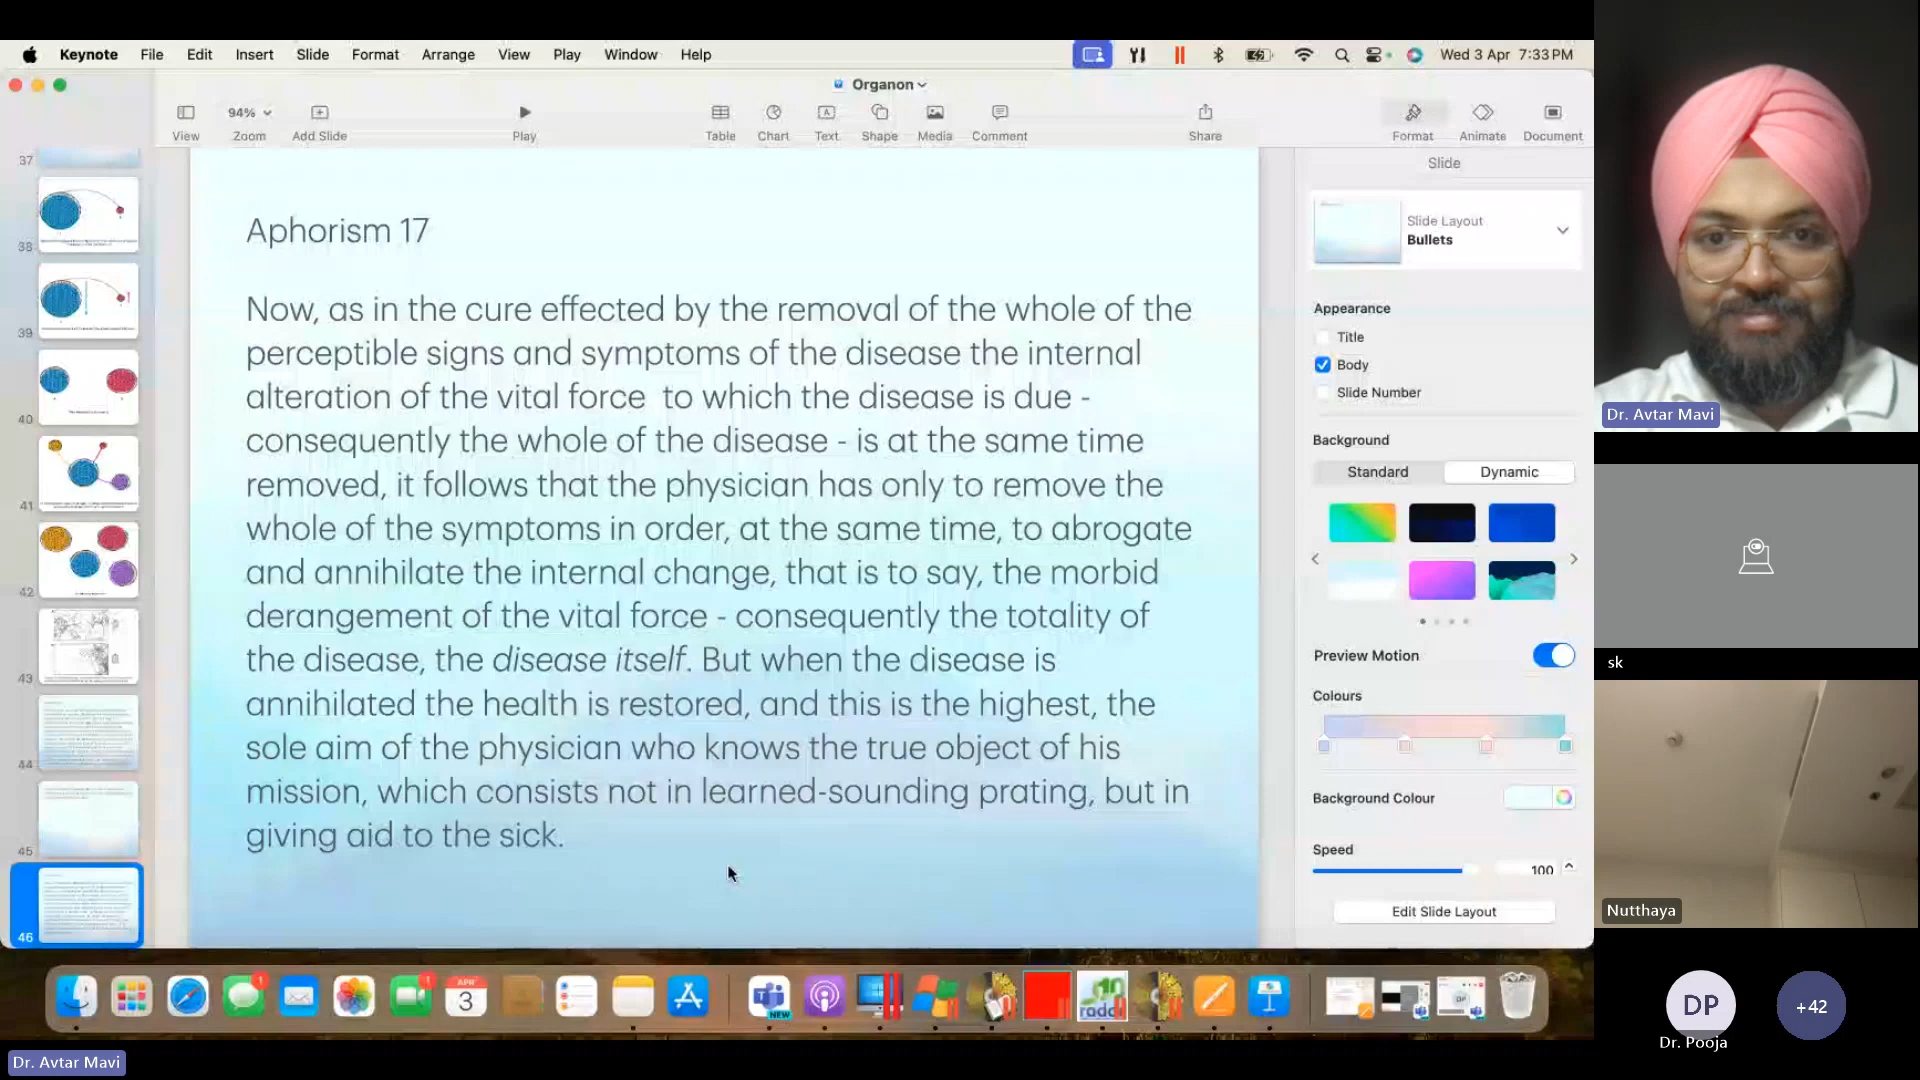 Keynote File Edit Insert Slide Format Arrange View Play Window Help Wed 3 Apr 7:33 PM
Organon
94%
View Zoom Add Slide Play Table Chart Text Shape Media Comment Share Format Animate Document
37
38
39
40
41
42
43
44
45
46
Aphorism 17
Now, as in the cure effected by the removal of the whole of the
perceptible signs and symptoms of the disease the internal
alteration of the vital force to which the disease is due -
consequently the whole of the disease - is at the same time
removed, it follows that the physician has only to remove the
whole of the symptoms in order, at the same time, to abrogate
and annihilate the internal change, that is to say, the morbid
derangement of the vital force - consequently the totality of
the disease, the disease itself. But when the disease is
annihilated the health is restored, and this is the highest, the
sole aim of the physician who knows the true object of his
mission, which consists not in learned-sounding prating, but in
giving aid to the sick.
Slide
Slide Layout
Bullets
Appearance
Title
Body
Slide Number
Background
Standard Dynamic
Preview Motion
Colours
Background Colour
Speed
100
Edit Slide Layout
Dr. Avtar Mavi
sk
Nutthaya
DP
+42
Dr. Pooja
1
1
APR
3
NEW
radar
DP
Dr. Avtar Mavi